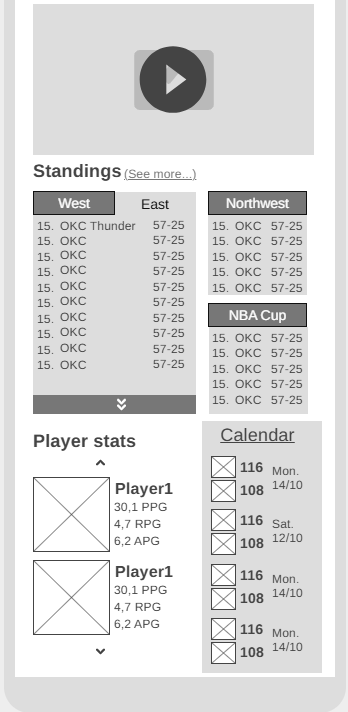 Standings (See more...)
West East
15. OKC Thunder 57-25
15. OKC 57-25
15. OKC 57-25
15. OKC 57-25
15. OKC 57-25
15. OKC 57-25
15. OKC 57-25
15. OKC 57-25
15. OKC 57-25
15. OKC 57-25
Northwest
15. OKC 57-25
15. OKC 57-25
15. OKC 57-25
15. OKC 57-25
15. OKC 57-25
NBA Cup
15. OKC 57-25
15. OKC 57-25
15. OKC 57-25
15. OKC 57-25
15. OKC 57-25
Player stats
Player1
30,1 PPG
4,7 RPG
6,2 APG
Player1
30,1 PPG
4,7 RPG
6,2 APG
Calendar
116 Mon.
108 14/10
116 Sat.
108 12/10
116 Mon.
108 14/10
116 Mon.
108 14/10